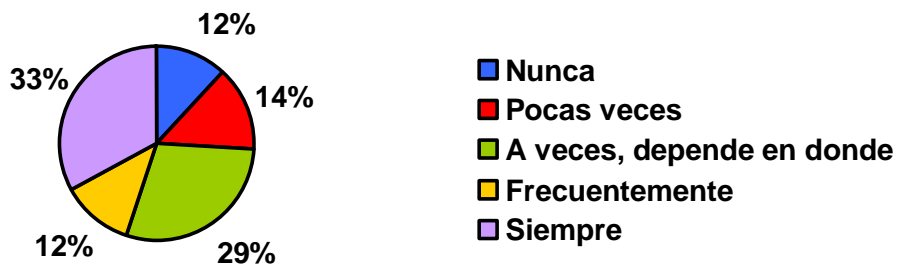 12%
33%
14%
12%
29%
Nunca
Pocas veces
A veces, depende en donde
Frecuentemente
Siempre